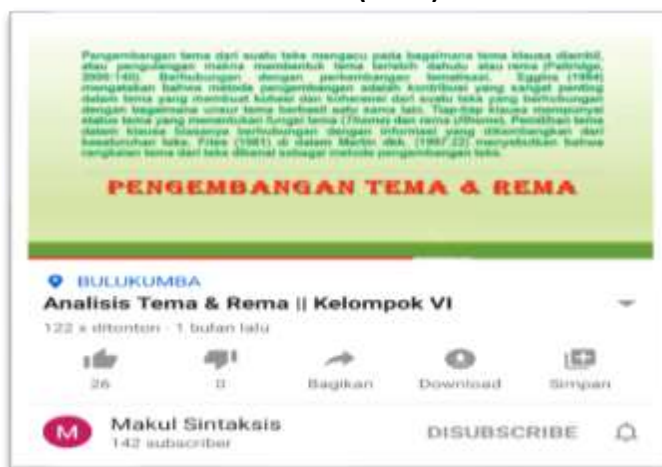 Pengembangan tema dari suatu teks mengacu pada bagaimana tema klausa diambil,
atau pengulangan makna membentuk tema terlebih dahulu atau rema (Paltridge,
2000:140). Berhubungan dengan perkembangan tematisasi. Eggins (1994)
mengatakan bahwa metode pengembangan adalah kontribusi yang sangat penting
dalam tema yang membuat kohesi dan koherensi dari suatu teks yang berhubungan
dengan bagaimana unsur tema berhasil satu sama lain. Tiap-tiap klausa mempunyai
status tema yang menentukan fungsi tema (Theme) dan rema (rheme). Pemilihan tema
dalam klausa biasanya berhubungan dengan informasi yang dikembangkan dari
keseluruhan teks. Fries (1981) di dalam Martin dkk. (1997:22) menyebutkan bahwa
rangkaian tema dari teks dikenal sebagai metode pengembangan teks.
PENGEMBANGAN TEMA & REMA
BULUKUMBA
Analisis Tema & Rema || Kelompok VI
122 x ditonton · 1 bulan lalu
26
0
Bagikan
Download
Simpan
M
Makul Sintaksis
142 subscriber
DISUBSCRIBE